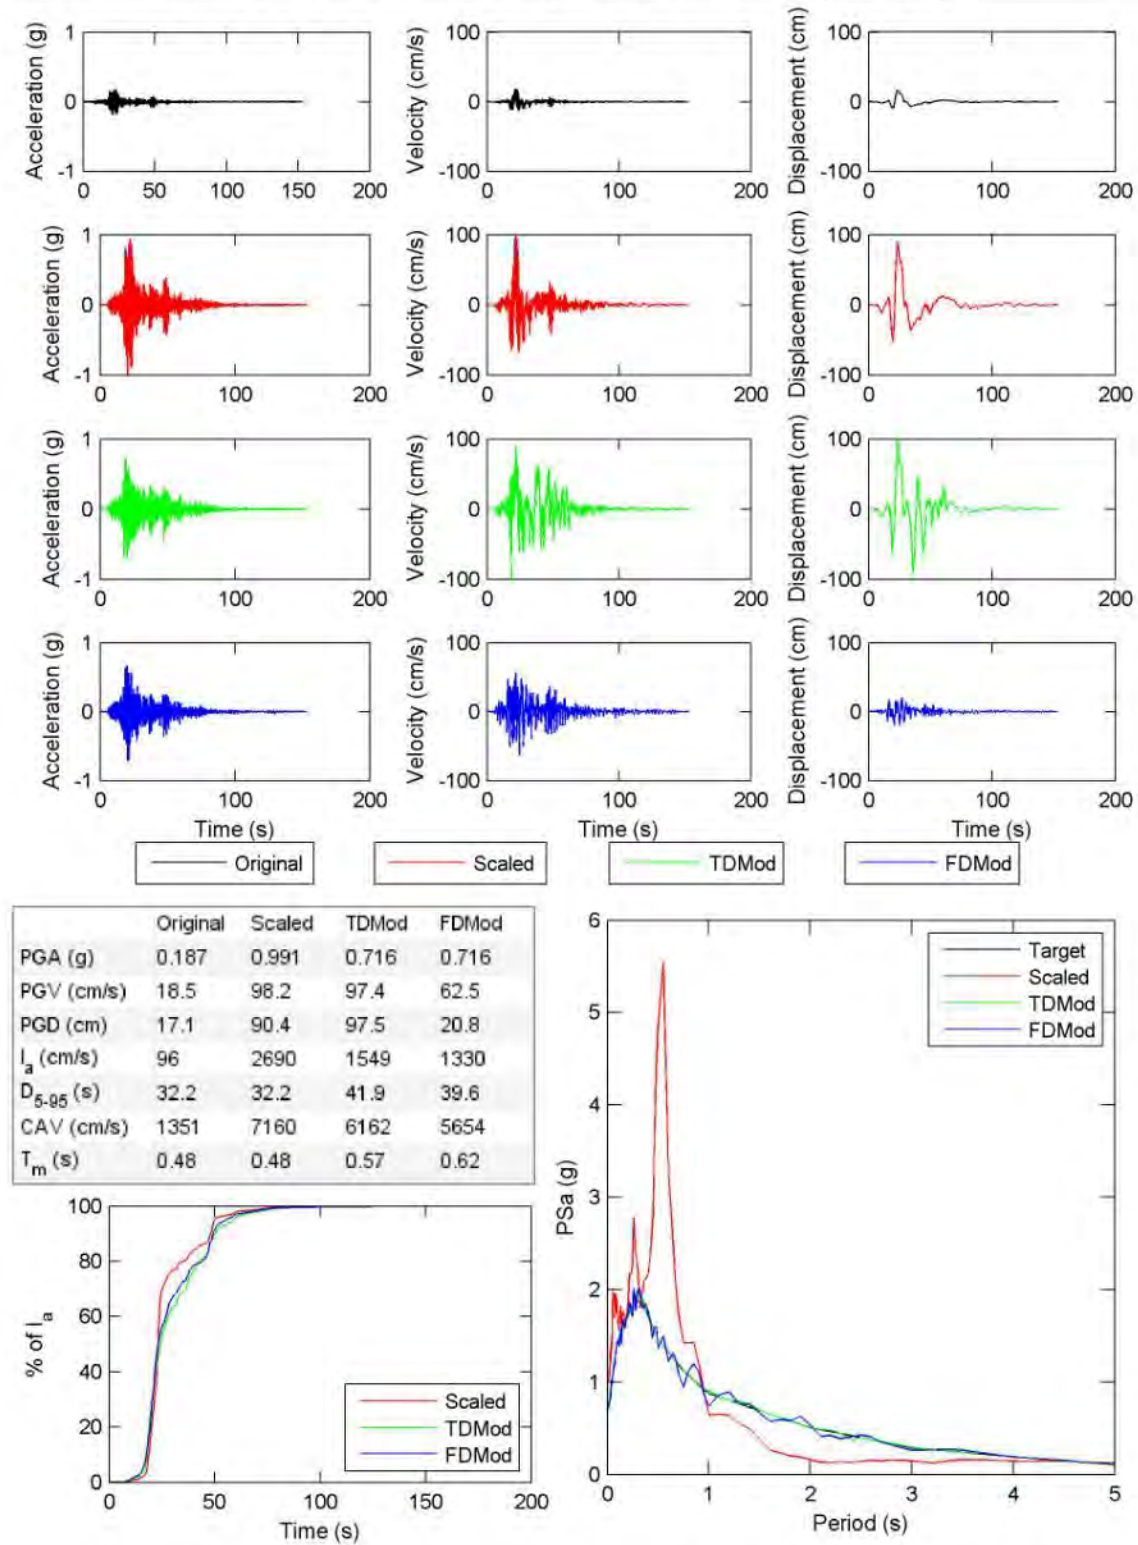 Acceleration (g)
1
0
-1
0 50 100 150 200
Velocity (cm/s)
100
0
-100
0 100 200
Displacement (cm)
100
0
-100
0 100 200
Acceleration (g)
1
0
-1
0 100 200
Velocity (cm/s)
100
0
-100
0 100 200
Displacement (cm)
100
0
-100
0 100 200
Acceleration (g)
1
0
-1
0 100 200
Velocity (cm/s)
100
0
-100
0 100 200
Displacement (cm)
100
0
-100
0 100 200
Acceleration (g)
1
0
-1
0 100 200
Time (s)
Velocity (cm/s)
100
0
-100
0 100 200
Time (s)
Displacement (cm)
100
0
-100
0 100 200
Time (s)
Original Scaled TDMod FDMod
Original Scaled TDMod FDMod
PGA (g) 0.187 0.991 0.716 0.716
PGV (cm/s) 18.5 98.2 97.4 62.5
PGD (cm) 17.1 90.4 97.5 20.8
Ia (cm/s) 96 2690 1549 1330
D5-95 (s) 32.2 32.2 41.9 39.6
CAV (cm/s) 1351 7160 6162 5654
Tm (s) 0.48 0.48 0.57 0.62
% of Ia
100
80
60
40
20
0
0 50 100 150 200
Time (s)
Scaled
TDMod
FDMod
PSa (g)
6
5
4
3
2
1
0
0 1 2 3 4 5
Period (s)
Target
Scaled
TDMod
FDMod